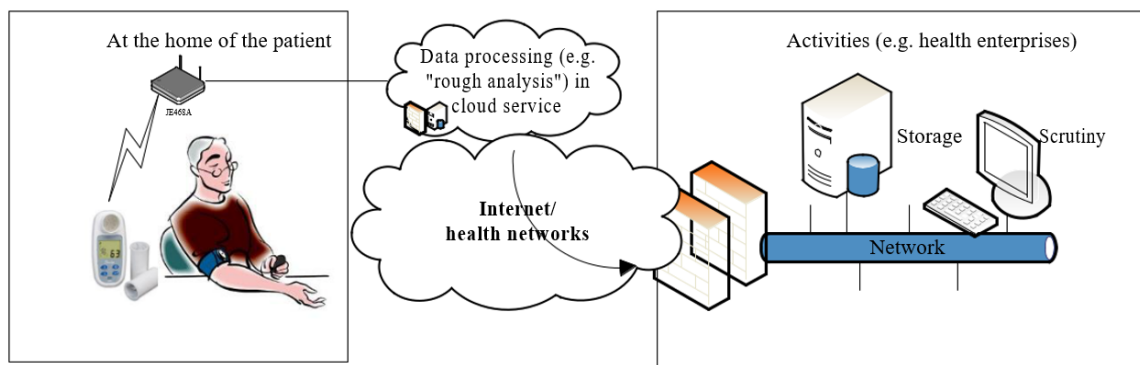 At the home of the patient
JE468A
63
Data processing (e.g.
"rough analysis") in
cloud service
Internet/
health networks
Activities (e.g. health enterprises)
Storage
Scrutiny
Network